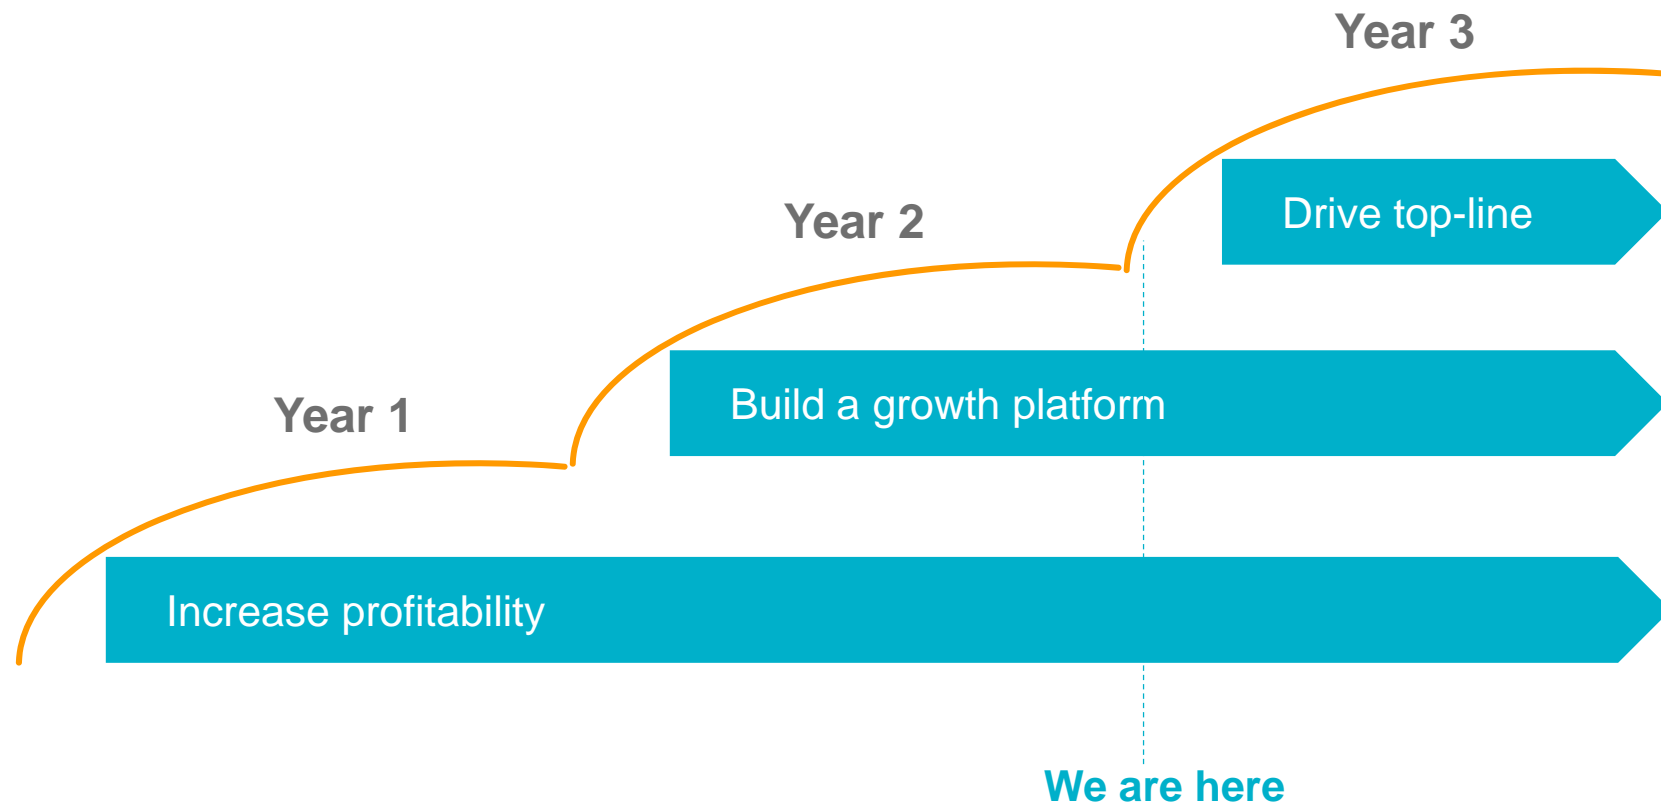 Year 3
Drive top-line
Year 2
Build a growth platform
Year 1
Increase profitability
We are here